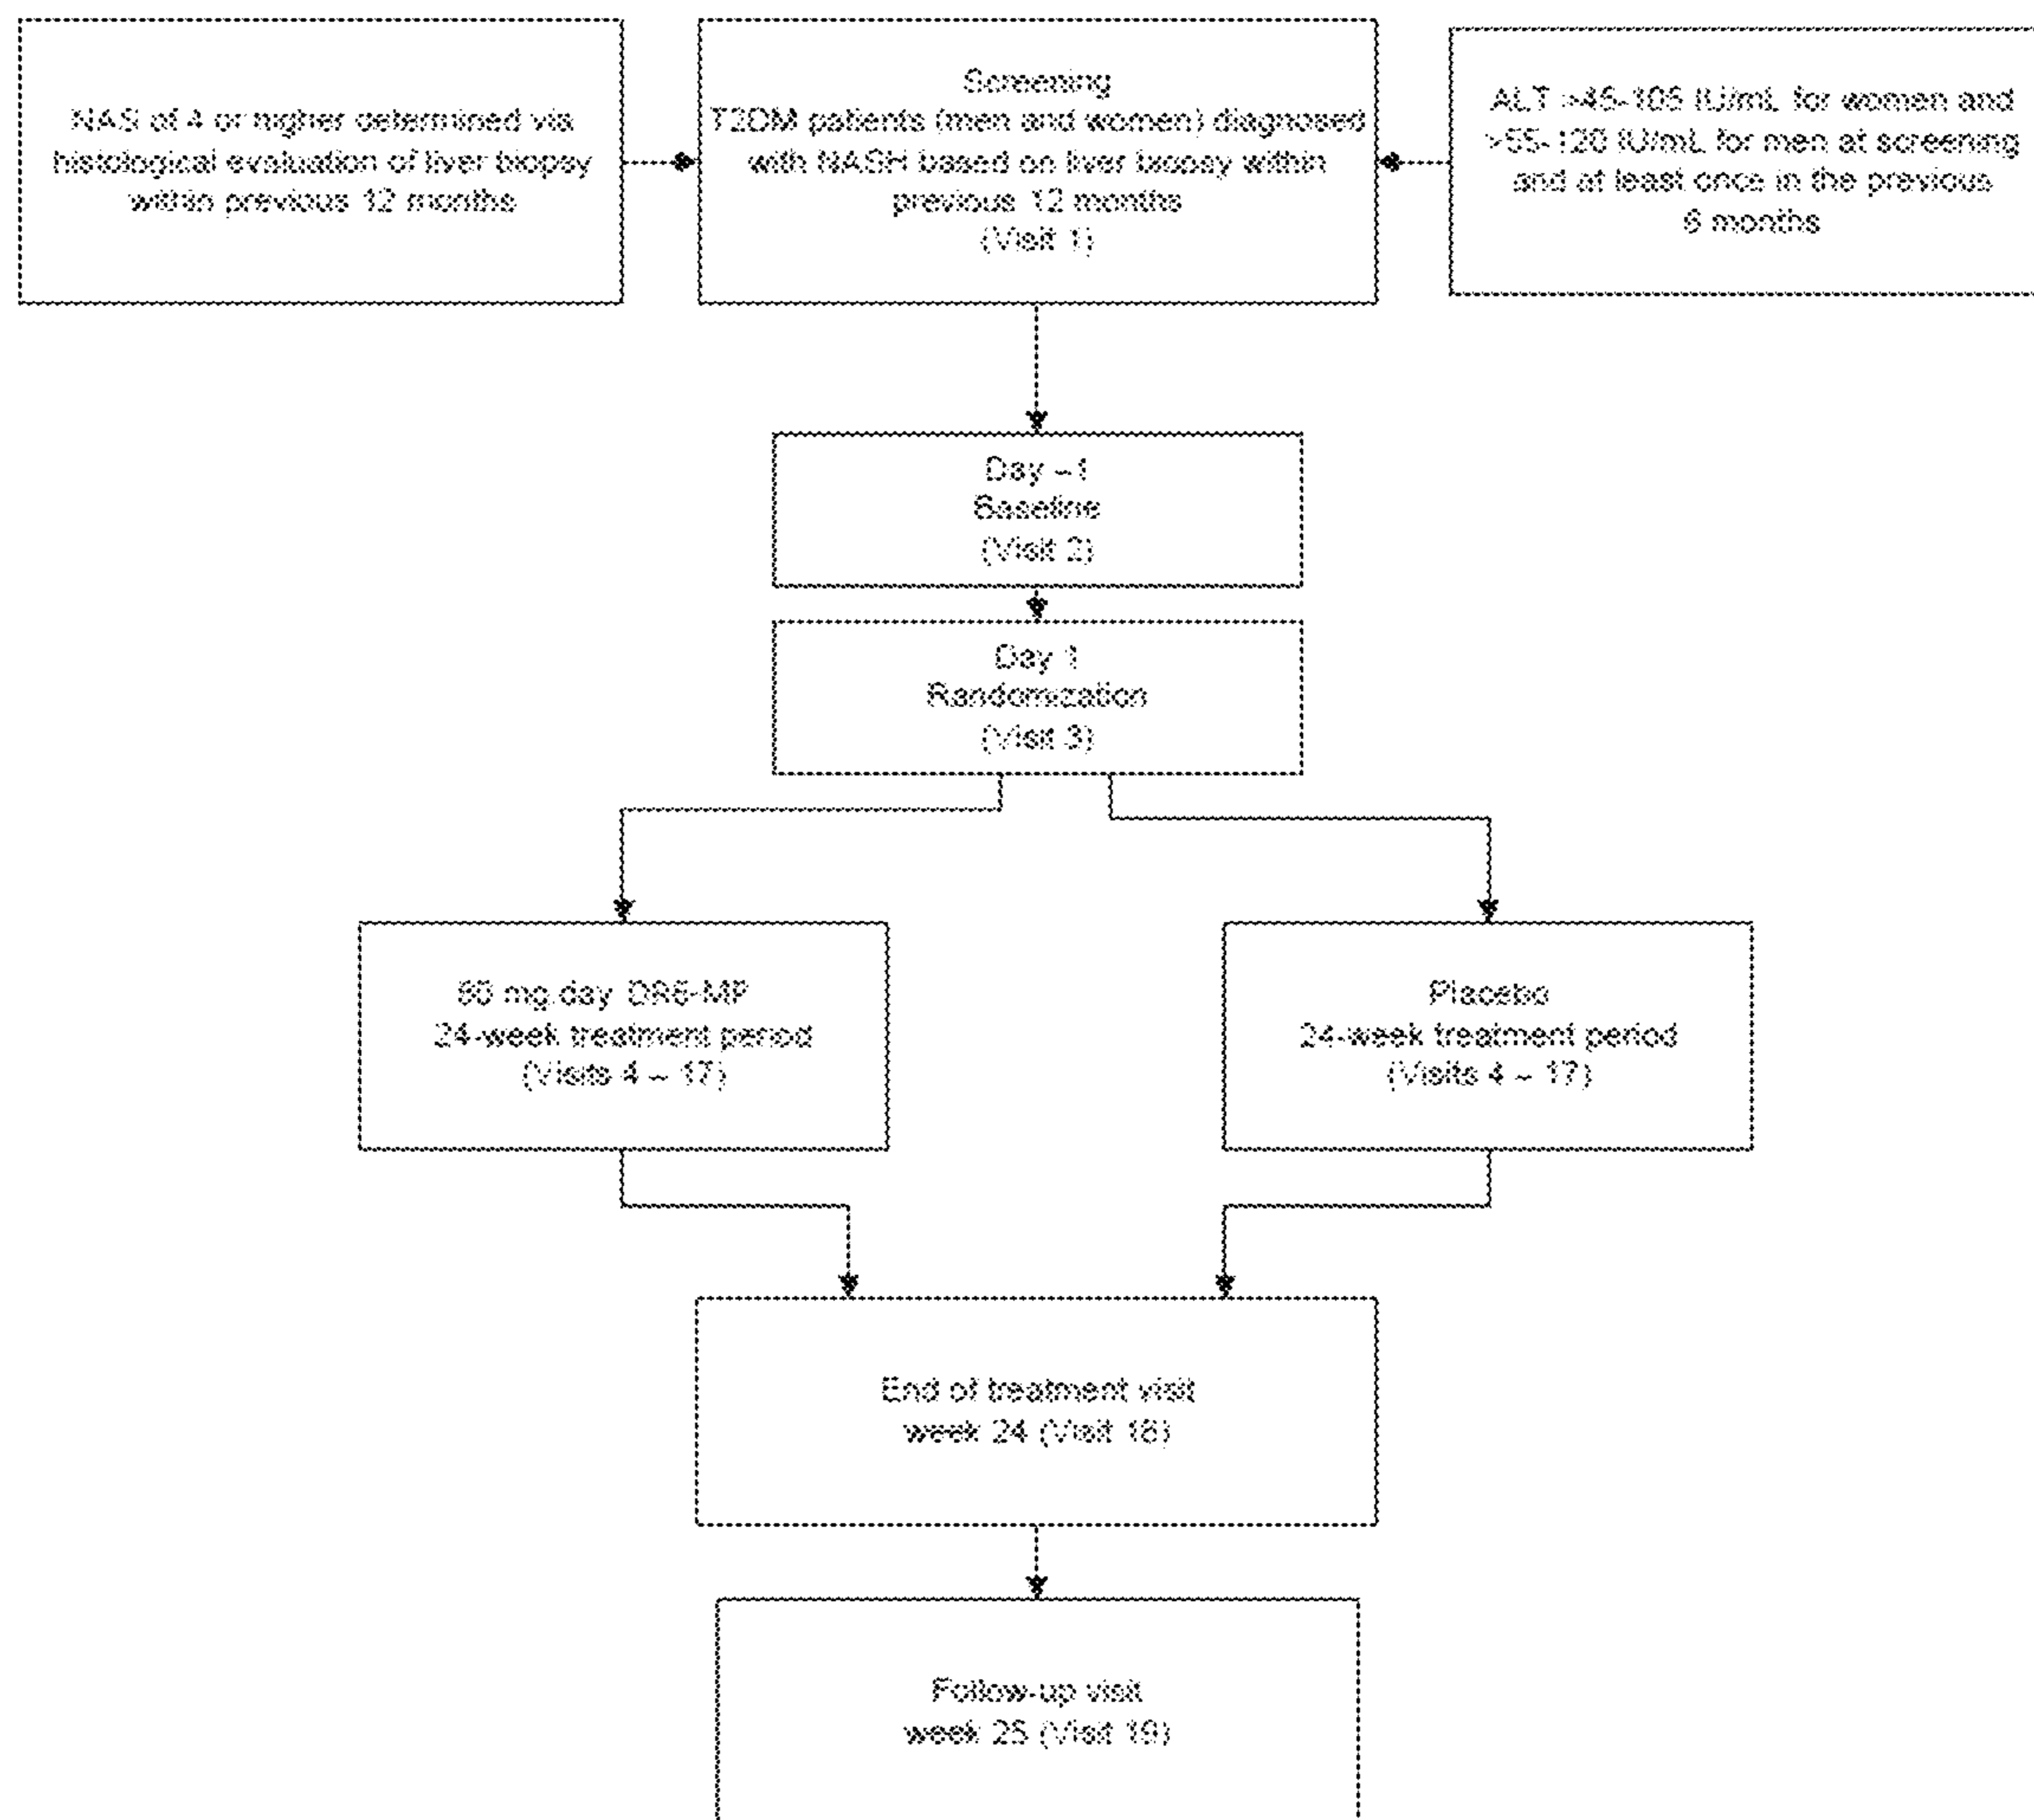 NAS of 4 or higher determined via
histological evaluation of liver biopsy
within previous 12 months
Screening
T2DM patients (men and women) diagnosed
with NASH based on liver biopsy within
previous 12 months
(Visit 1)
ALT >45-105 IU/mL for women and
>55-120 IU/mL for men at screening
and at least once in the previous
6 months
Day –1
Baseline
(Visit 2)
Day 1
Randomization
(Visit 3)
mg.day
24-week treatment period
(Visits 4 – 17)
Placebo
24-week treatment period
(Visits 4 – 17)
End of treatment visit
week 24 (Visit 18)
Follow-up visit
week 25 (Visit 19)